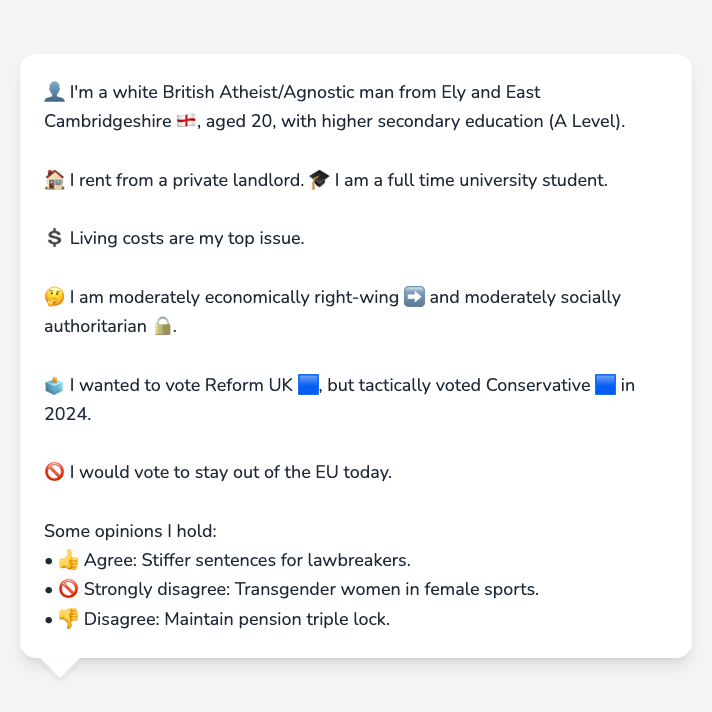 👤 I'm a white British Atheist/Agnostic man from Ely and East
Cambridgeshire 🏴󠁧󠁢󠁥󠁮󠁧󠁿, aged 20, with higher secondary education (A Level).
🏠 I rent from a private landlord. 🎓 I am a full time university student.
💲 Living costs are my top issue.
🤔 I am moderately economically right-wing ➡️ and moderately socially
authoritarian 🔒.
🗳️ I wanted to vote Reform UK 🟦, but tactically voted Conservative 🟦 in
2024.
🚫 I would vote to stay out of the EU today.
Some opinions I hold:
• 👍 Agree: Stiffer sentences for lawbreakers.
• 🚫 Strongly disagree: Transgender women in female sports.
• 👎 Disagree: Maintain pension triple lock.